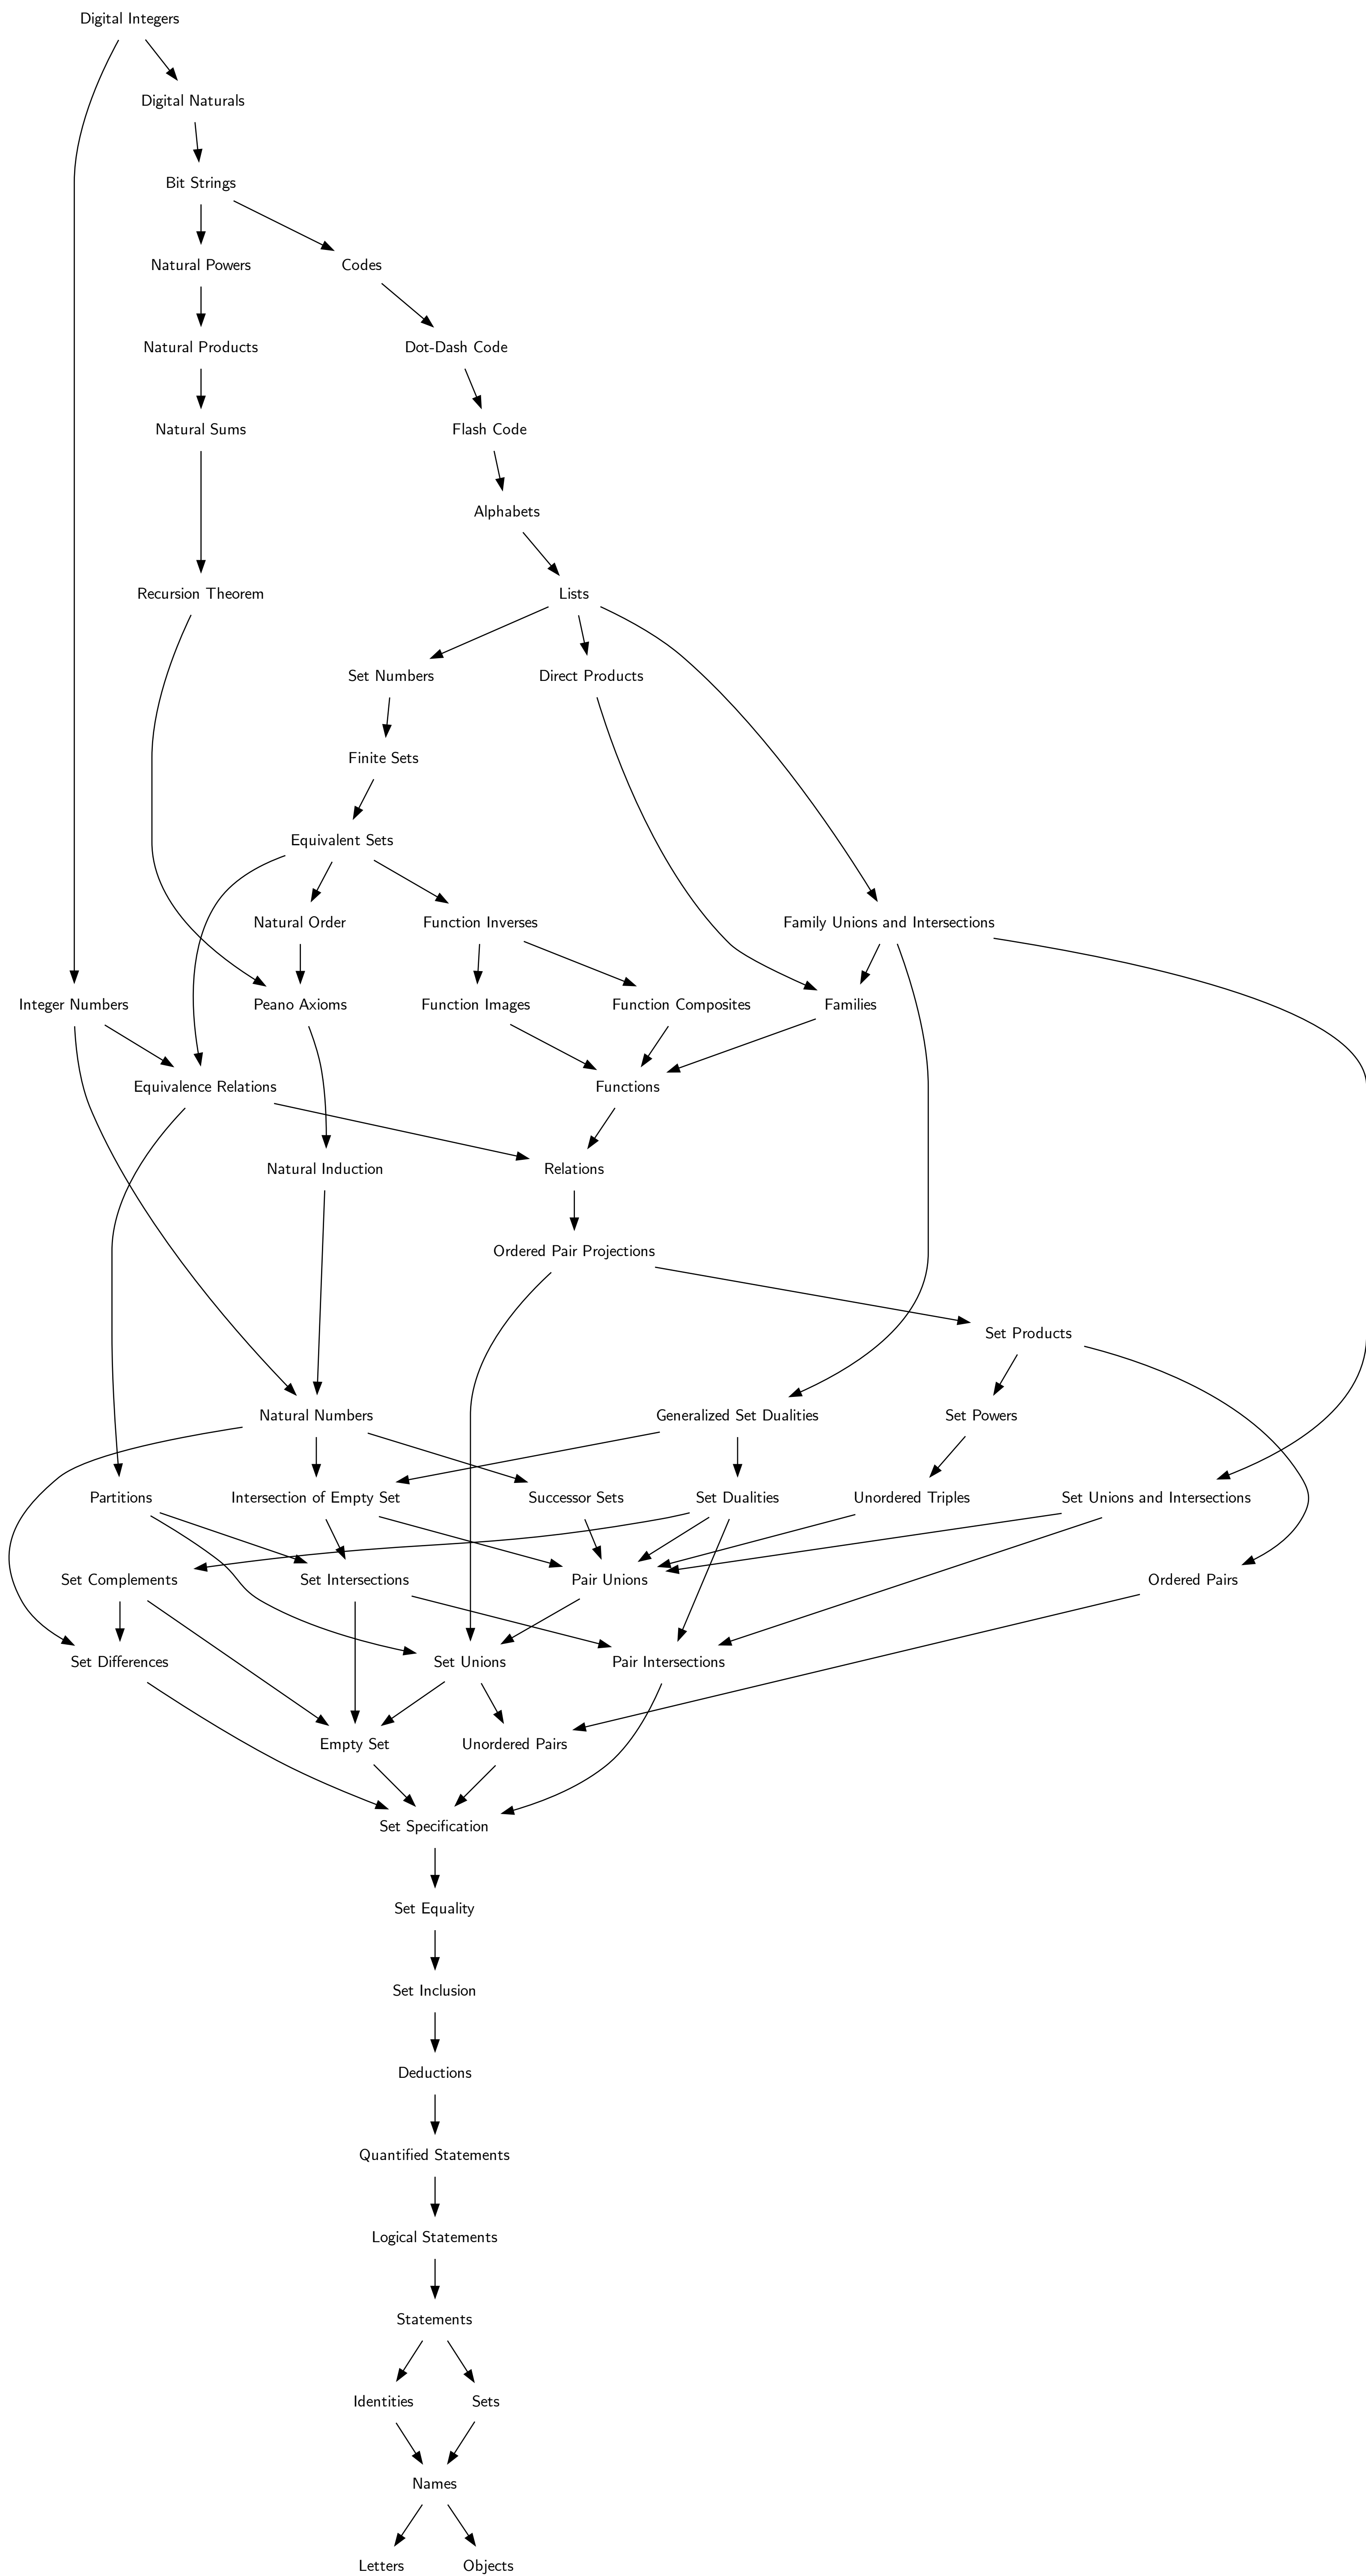 Digital Integers
Digital Naturals
Bit Strings
Natural Powers
Codes
Natural Products
Dot-Dash Code
Natural Sums
Flash Code
Alphabets
Recursion Theorem
Lists
Set Numbers
Direct Products
Finite Sets
Equivalent Sets
Natural Order
Function Inverses
Family Unions and Intersections
Integer Numbers
Peano Axioms
Function Images
Function Composites
Families
Equivalence Relations
Functions
Natural Induction
Relations
Ordered Pair Projections
Set Products
Natural Numbers
Generalized Set Dualities
Set Powers
Partitions
Intersection of Empty Set
Successor Sets
Set Dualities
Unordered Triples
Set Unions and Intersections
Set Complements
Set Intersections
Pair Unions
Ordered Pairs
Set Differences
Set Unions
Pair Intersections
Empty Set
Unordered Pairs
Set Specification
Set Equality
Set Inclusion
Deductions
Quantified Statements
Logical Statements
Statements
Identities
Sets
Names
Letters
Objects